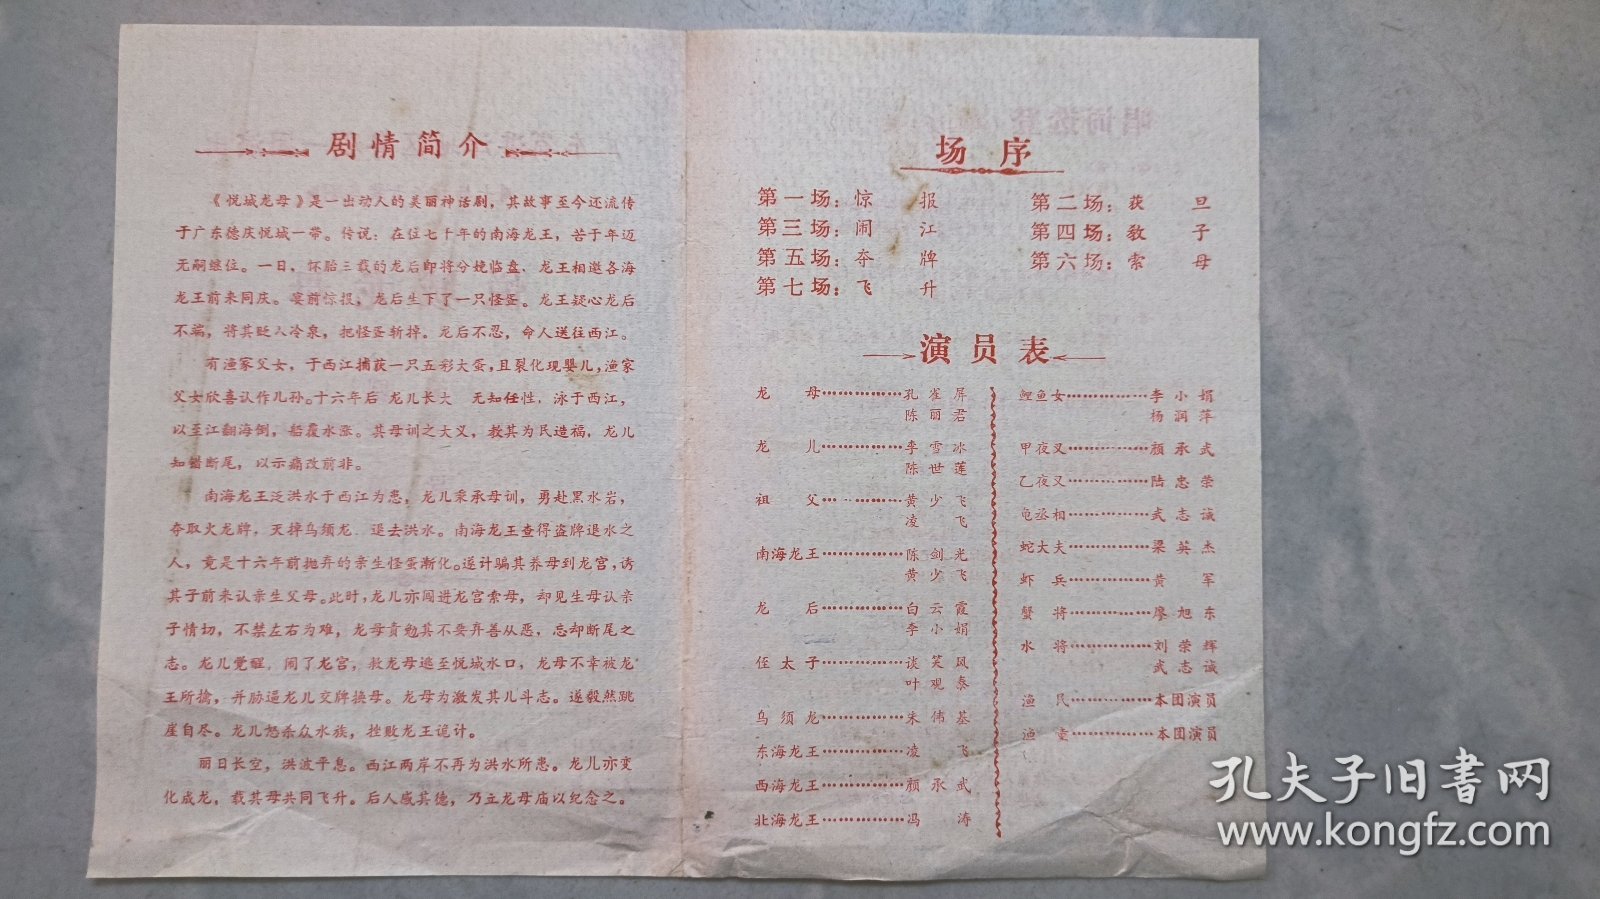 剧情简介
《悦城龙母》是一出动人的美丽神话剧，其故事至今还流传
于广东德庆悦城一带。传说：在位七十年的南海龙王，苦于年迈
无嗣继位。一日，怀胎三载的龙后即将分娩临盘，龙王相邀各海
龙王前来同庆。宴前惊报，龙后生下了一只怪蛋。龙王疑心龙后
不端，将其贬入冷泉，把怪蛋斩掉。龙后不忍，命人送往西江。
有渔家父女，于西江捕获一只五彩大蛋，且裂化现婴儿，渔家
父女欣喜认作儿孙。十六年后 龙儿长大 无知任性，泳于西江，
以至江翻海倒，船覆水涨。其母训之大义，教其为民造福，龙儿
知错断尾，以示痛改前非。
南海龙王泛洪水于西江为患，龙儿秉承母训，勇赴黑水岩，
夺取火龙牌，灭掉乌须龙 退去洪水。南海龙王查得盗牌退水之
人，竟是十六年前抛弃的亲生怪蛋渐化。遂计骗其养母到龙宫，诱
其子前来认亲生父母。此时，龙儿亦闯进龙宫索母，却见生母认亲
子情切，不禁左右为难，龙母责勉其不要弃善从恶，忘却断尾之
志。龙儿觉醒，闹了龙宫，救龙母逃至悦城水口，龙母不幸被龙
王所擒，并胁逼龙儿交牌换母。龙母为激发其儿斗志。遂毅然跳
崖自尽。龙儿怒杀众水族，挫败龙王诡计。
丽日长空，洪波平息。西江两岸不再为洪水所患。龙儿亦变
化成龙，载其母共同飞升。后人感其德，乃立龙母庙以纪念之。
场序
第一场：惊报 第二场：获旦
第三场：闹江 第四场：教子
第五场：夺牌 第六场：索母
第七场：飞升
演员表
龙母……………孔雀屏
陈丽君
龙儿……………李雪冰
陈世莲
祖父……………黄少飞
凌飞
南海龙王……………陈剑光
黄少飞
龙后……………白云霞
李小娟
侄太子……………谈笑风
叶观泰
乌须龙……………朱伟基
东海龙王……………凌飞
西海龙王……………颜承武
北海龙王……………冯涛
鲤鱼女……………李小娟
杨润萍
甲夜叉……………颜承武
乙夜叉……………陆忠荣
龟丞相……………武志诚
蛇大夫……………梁英杰
虾兵……………黄军
蟹将……………廖旭东
水将……………刘荣辉
武志诚
渔民……………本团演员
渔童……………本团演员
孔夫子旧书网
www.kongfz.com